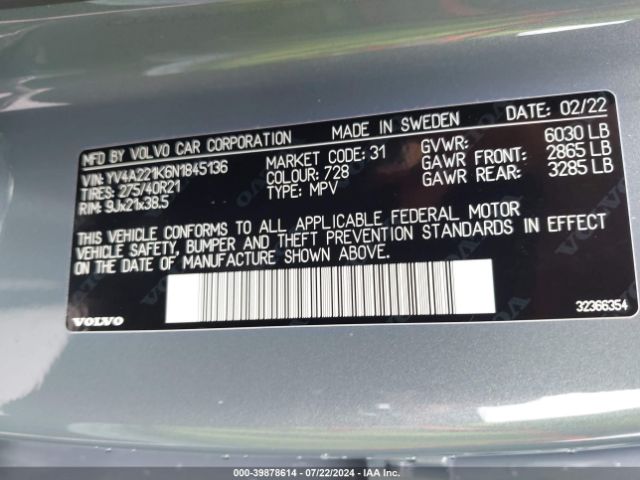 MFD BY VOLVO CAR CORPORATION MADE IN SWEDEN DATE: 02/22
VIN: YV4A221K6N1845136 MARKET CODE: 31 GVWR: 6030 LB
TIRES: 275/40R21 COLOUR: 728 GAWR FRONT: 2865 LB
RIM: 9Jx21x38.5 TYPE: MPV GAWR REAR: 3285 LB
THIS VEHICLE CONFORMS TO ALL APPLICABLE FEDERAL MOTOR
VEHICLE SAFETY, BUMPER AND THEFT PREVENTION STANDARDS IN EFFECT
ON THE DATE OF MANUFACTURE SHOWN ABOVE.
VOLVO 32366354
000-39878614 - 07/22/2024 - IAA Inc.